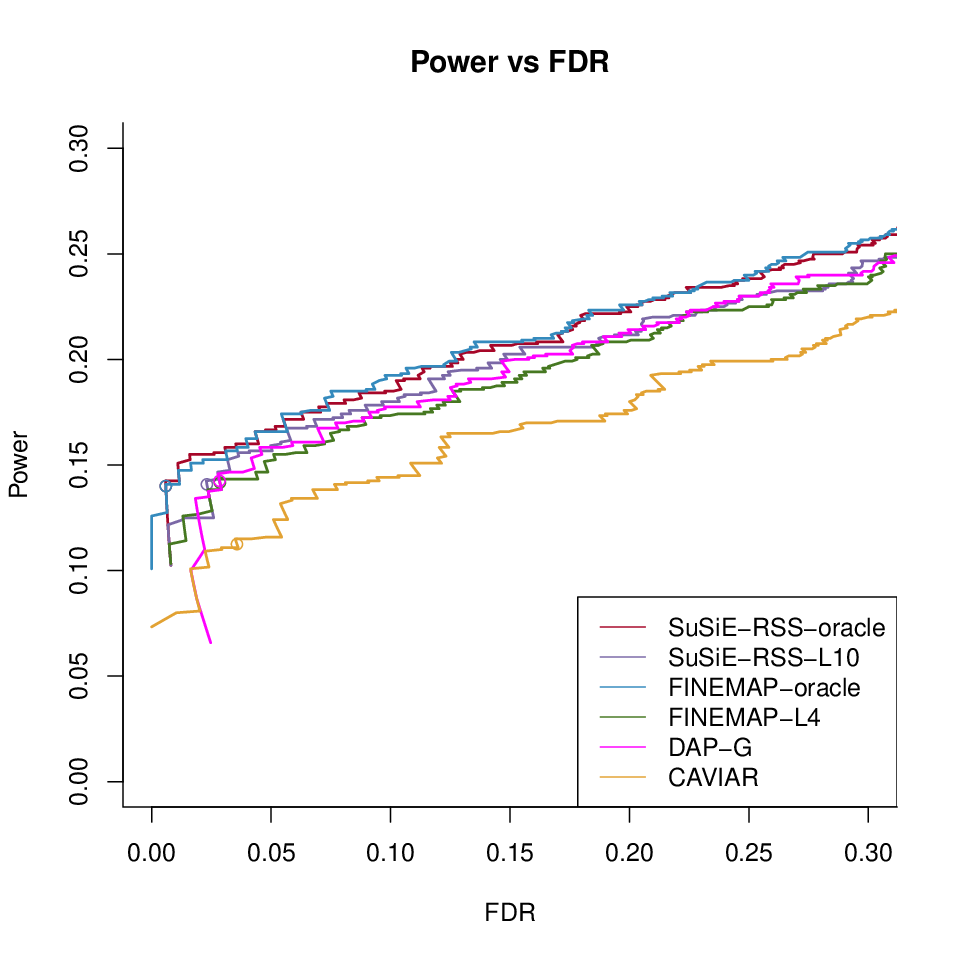 Power vs FDR
Power
0.30
0.25
0.20
0.15
0.10
0.05
0.00
SuSiE−RSS−oracle
SuSiE−RSS−L10
FINEMAP−oracle
FINEMAP−L4
DAP−G
CAVIAR
0.00 0.05 0.10 0.15 0.20 0.25 0.30
FDR